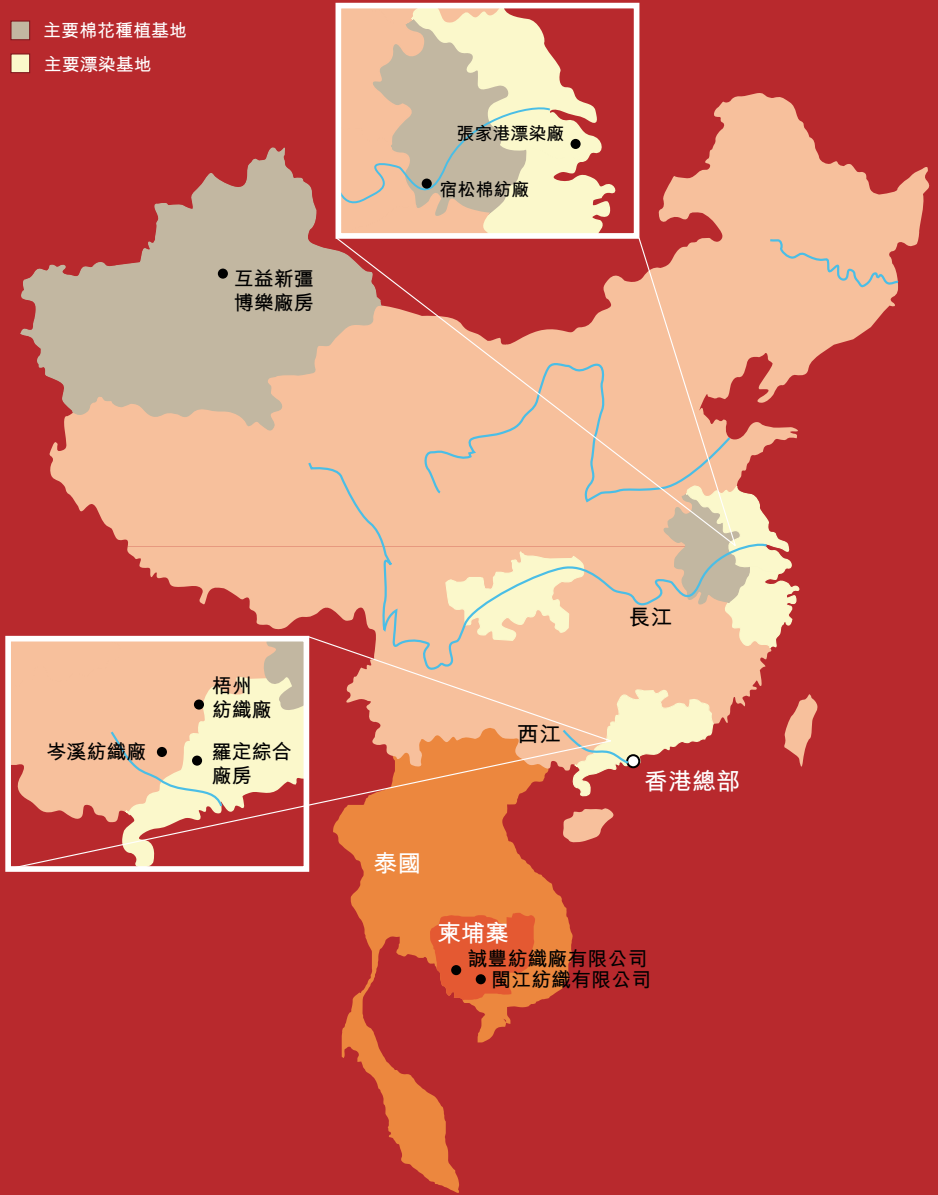 主要棉花種植基地
主要漂染基地
張家港漂染廠
宿松棉紡廠
互益新疆
博樂廠房
長江
梧州
紡織廠
岑溪紡織廠
羅定綜合
廠房
西江
香港總部
泰國
柬埔寨
誠豐紡織廠有限公司
閩江紡織有限公司